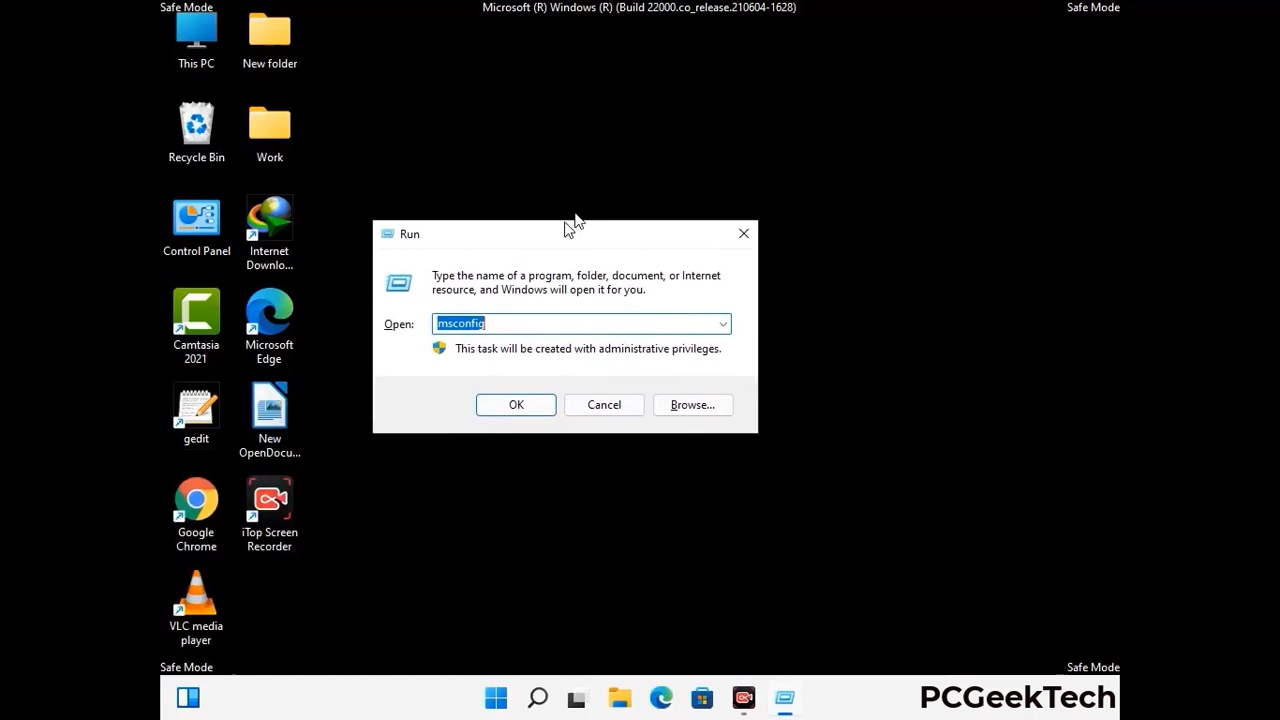 Safe Mode
Microsoft (R) Windows (R) (Build 22000.co_release.210604-1628)
Safe Mode
This PC
New folder
Recycle Bin
Work
Control Panel
Internet
Downlo...
Camtasia
2021
Microsoft
Edge
gedit
New
OpenDocu...
Google
Chrome
iTop Screen
Recorder
VLC media
player
Run
Type the name of a program, folder, document, or Internet
resource, and Windows will open it for you.
Open:
msconfig
This task will be created with administrative privileges.
OK
Cancel
Browse...
Safe Mode
Safe Mode
PCGeekTech